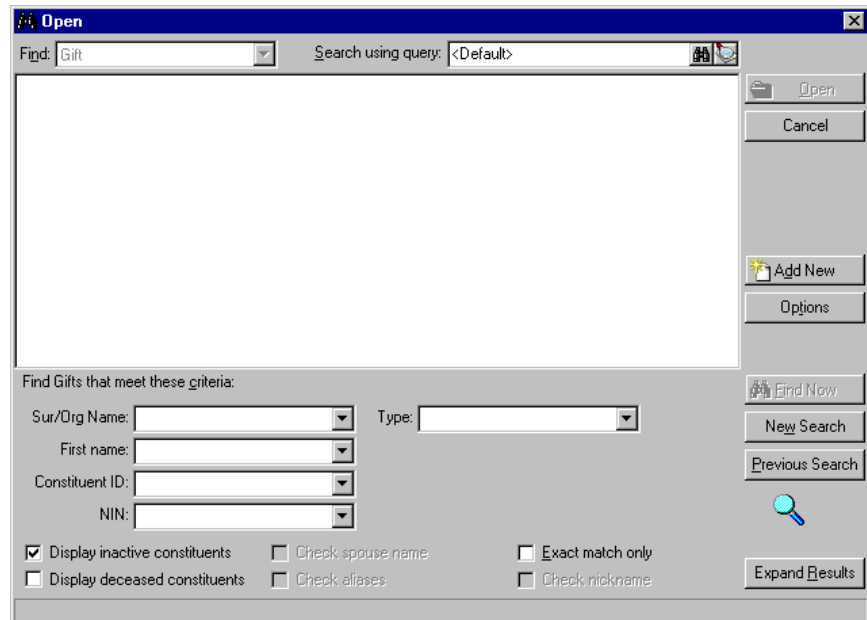 Open
Find: Gift Search using query: <Default>
Open
Cancel
Add New
Options
Find Gifts that meet these criteria:
Find Now
Sur/Org Name: Type:
New Search
First name:
Previous Search
Constituent ID:
NIN:
Display inactive constituents Check spouse name Exact match only
Display deceased constituents Check aliases Check nickname
Expand Results